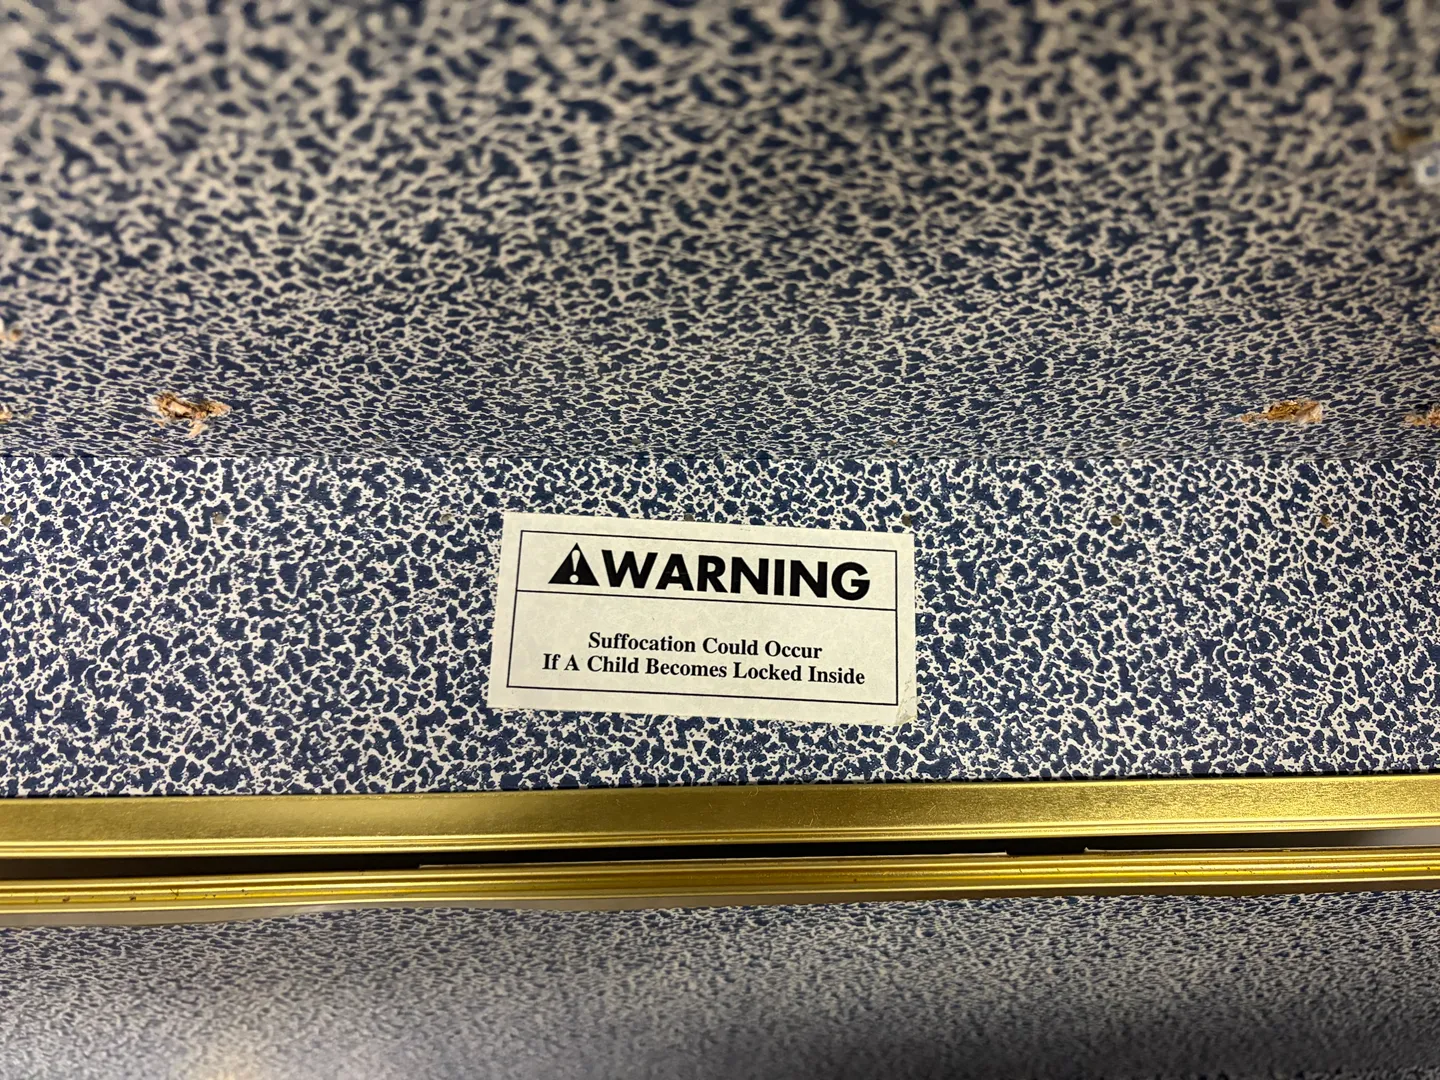 WARNING
Suffocation Could Occur
If A Child Becomes Locked Inside